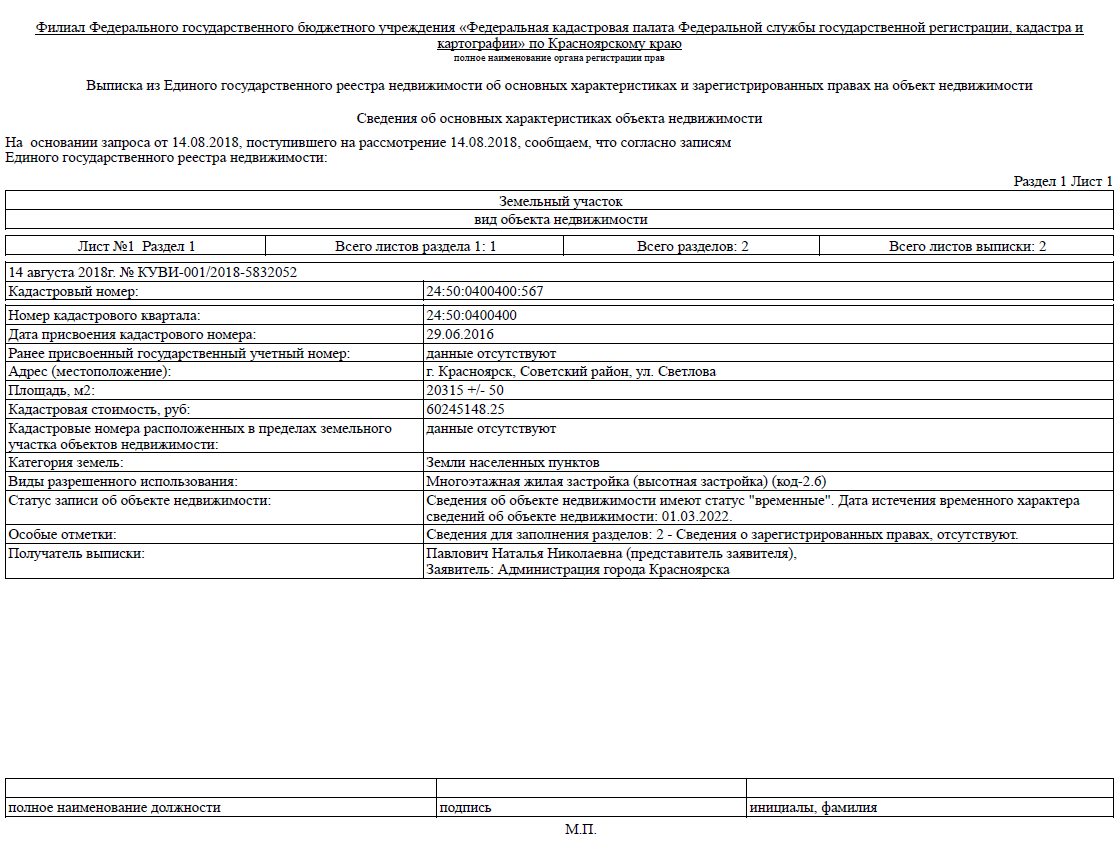 Филиал Федерального государственного бюджетного учреждения «Федеральная кадастровая палата Федеральной службы государственной регистрации, кадастра и
картографии» по Красноярскому краю
полное наименование органа регистрации прав
Выписка из Единого государственного реестра недвижимости об основных характеристиках и зарегистрированных правах на объект недвижимости
Сведения об основных характеристиках объекта недвижимости
На основании запроса от 14.08.2018, поступившего на рассмотрение 14.08.2018, сообщаем, что согласно записям
Единого государственного реестра недвижимости:
Раздел 1 Лист 1
Земельный участок
вид объекта недвижимости
Лист №1 Раздел 1 Всего листов раздела 1: 1 Всего разделов: 2 Всего листов выписки: 2
14 августа 2018г. № КУВИ-001/2018-5832052
Кадастровый номер: 24:50:0400400:567
Номер кадастрового квартала: 24:50:0400400
Дата присвоения кадастрового номера: 29.06.2016
Ранее присвоенный государственный учетный номер: данные отсутствуют
Адрес (местоположение): г. Красноярск, Советский район, ул. Светлова
Площадь, м2: 20315 +/- 50
Кадастровая стоимость, руб: 60245148.25
Кадастровые номера расположенных в пределах земельного данные отсутствуют
участка объектов недвижимости:
Категория земель: Земли населенных пунктов
Виды разрешенного использования: Многоэтажная жилая застройка (высотная застройка) (код-2.6)
Статус записи об объекте недвижимости: Сведения об объекте недвижимости имеют статус "временные". Дата истечения временного характера
сведений об объекте недвижимости: 01.03.2022.
Особые отметки: Сведения для заполнения разделов: 2 - Сведения о зарегистрированных правах, отсутствуют.
Получатель выписки: Павлович Наталья Николаевна (представитель заявителя),
Заявитель: Администрация города Красноярска
полное наименование должности подпись инициалы, фамилия
М.П.